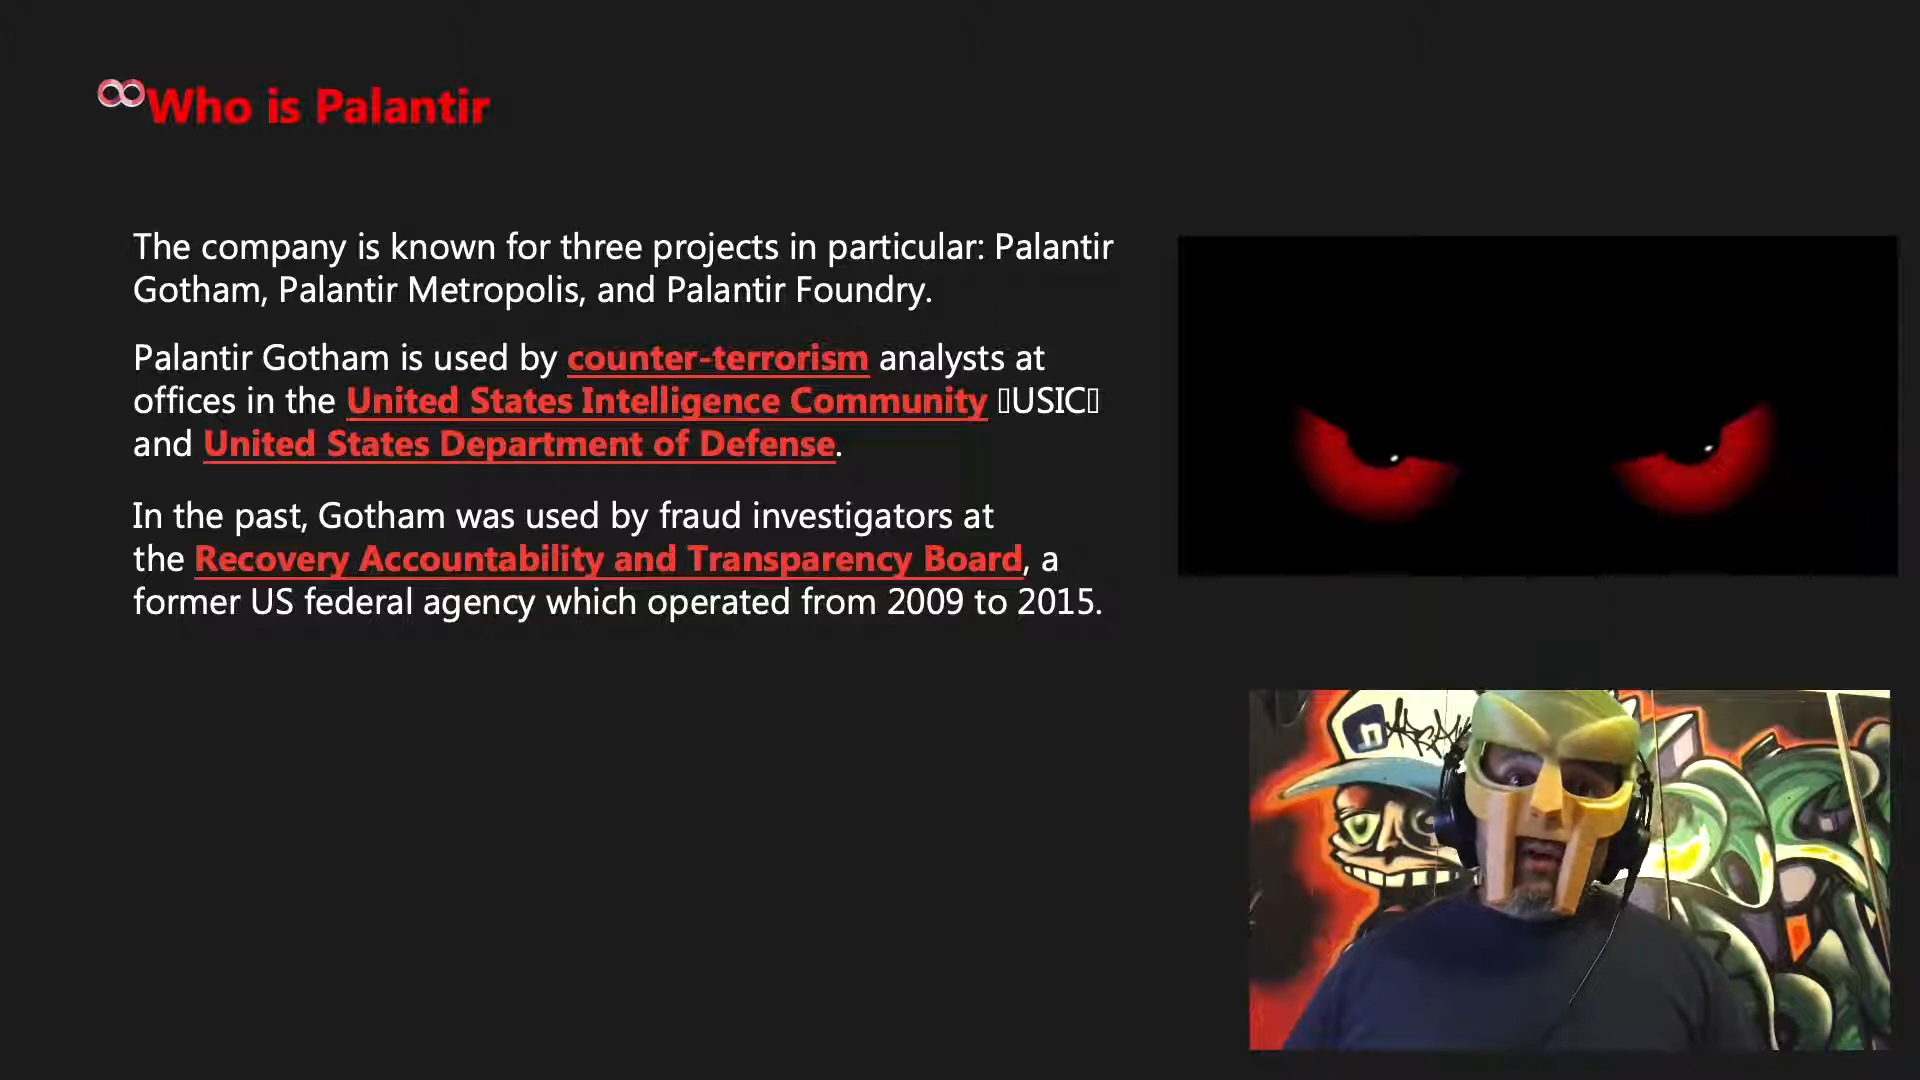 Who is Palantir
The company is known for three projects in particular: Palantir
Gotham, Palantir Metropolis, and Palantir Foundry.
Palantir Gotham is used by counter-terrorism analysts at
offices in the United States Intelligence Community ▯USIC▯
and United States Department of Defense.
In the past, Gotham was used by fraud investigators at
the Recovery Accountability and Transparency Board, a
former US federal agency which operated from 2009 to 2015.